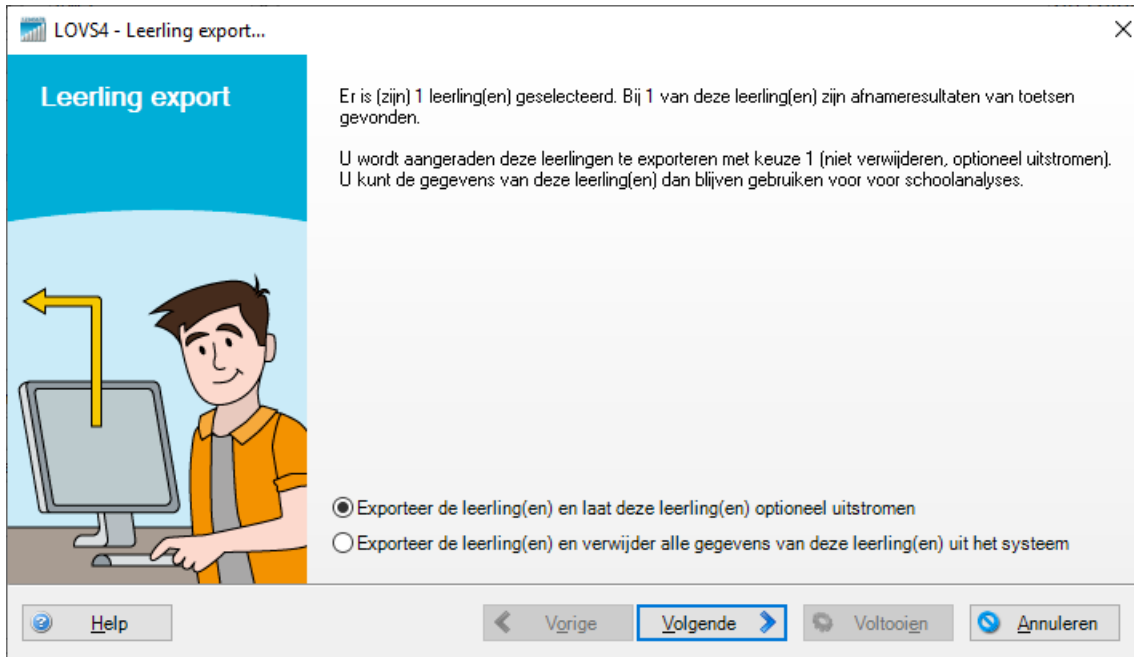 LOVS4 - Leerling export...
Leerling export
Er is (zijn) 1 leerling(en) geselecteerd. Bij 1 van deze leerling(en) zijn afnameresultaten van toetsen
gevonden.
U wordt aangeraden deze leerlingen te exporteren met keuze 1 (niet verwijderen, optioneel uitstromen).
U kunt de gegevens van deze leerling(en) dan blijven gebruiken voor voor schoolanalyses.
Exporteer de leerling(en) en laat deze leerling(en) optioneel uitstromen
Exporteer de leerling(en) en verwijder alle gegevens van deze leerling(en) uit het systeem
Help
Vorige
Volgende
Voltooien
Annuleren